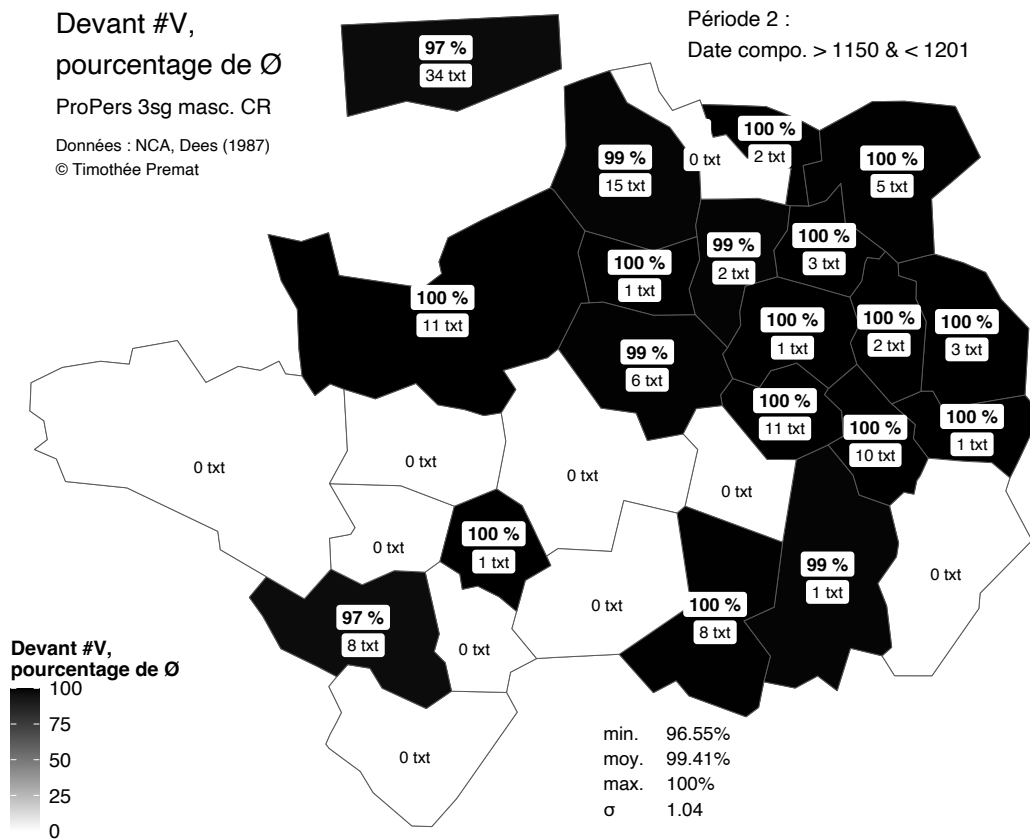 Devant #V,
pourcentage de Ø
ProPers 3sg masc. CR
Données : NCA, Dees (1987)
© Timothée Premat
Période 2 :
Date compo. > 1150 & < 1201
97 %
34 txt
99 %
15 txt
0 txt
100 %
2 txt
100 %
5 txt
100 %
11 txt
100 %
1 txt
99 %
2 txt
100 %
3 txt
99 %
6 txt
100 %
1 txt
100 %
2 txt
100 %
3 txt
100 %
11 txt
100 %
10 txt
100 %
1 txt
0 txt
0 txt
0 txt
0 txt
0 txt
100 %
1 txt
99 %
1 txt
0 txt
97 %
8 txt
0 txt
0 txt
100 %
8 txt
0 txt
Devant #V,
pourcentage de Ø
100
75
50
25
0
min. 96.55%
moy. 99.41%
max. 100%
σ 1.04